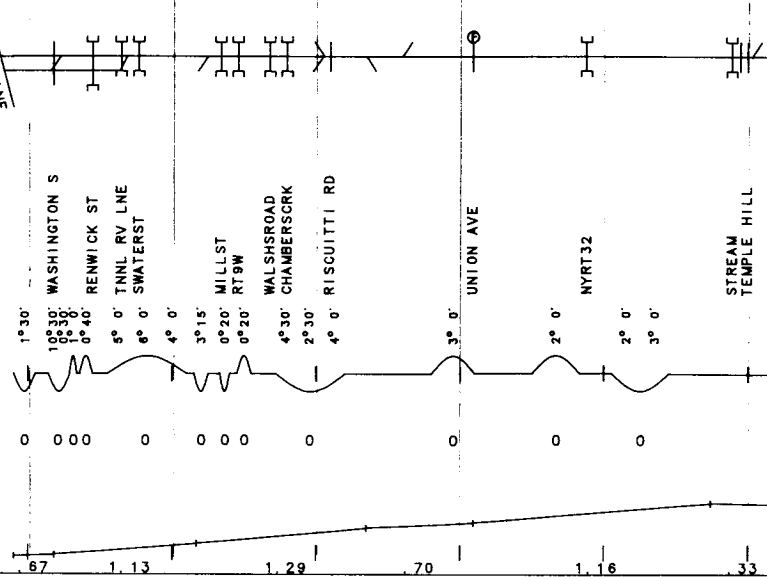 P
WASHINGTON S
RENWICK ST
TNNL RV LNE
SWATERST
MILLST
RT9W
WALSHSROAD
CHAMBERSCRK
RISCUITTI RD
UNION AVE
NYRT32
STREAM
TEMPLE HILL
1°30'
10°30'
0°30'
1° 0'
0°40'
5° 0'
6° 0'
4° 0'
3°15'
0°20'
0°20'
4°30'
2°30'
4° 0'
3° 0'
2° 0'
2° 0'
3° 0'
0 0 0 0 0 0 0 0 0 0 0 0
.67 1.13 1.29 .70 1.16 .33